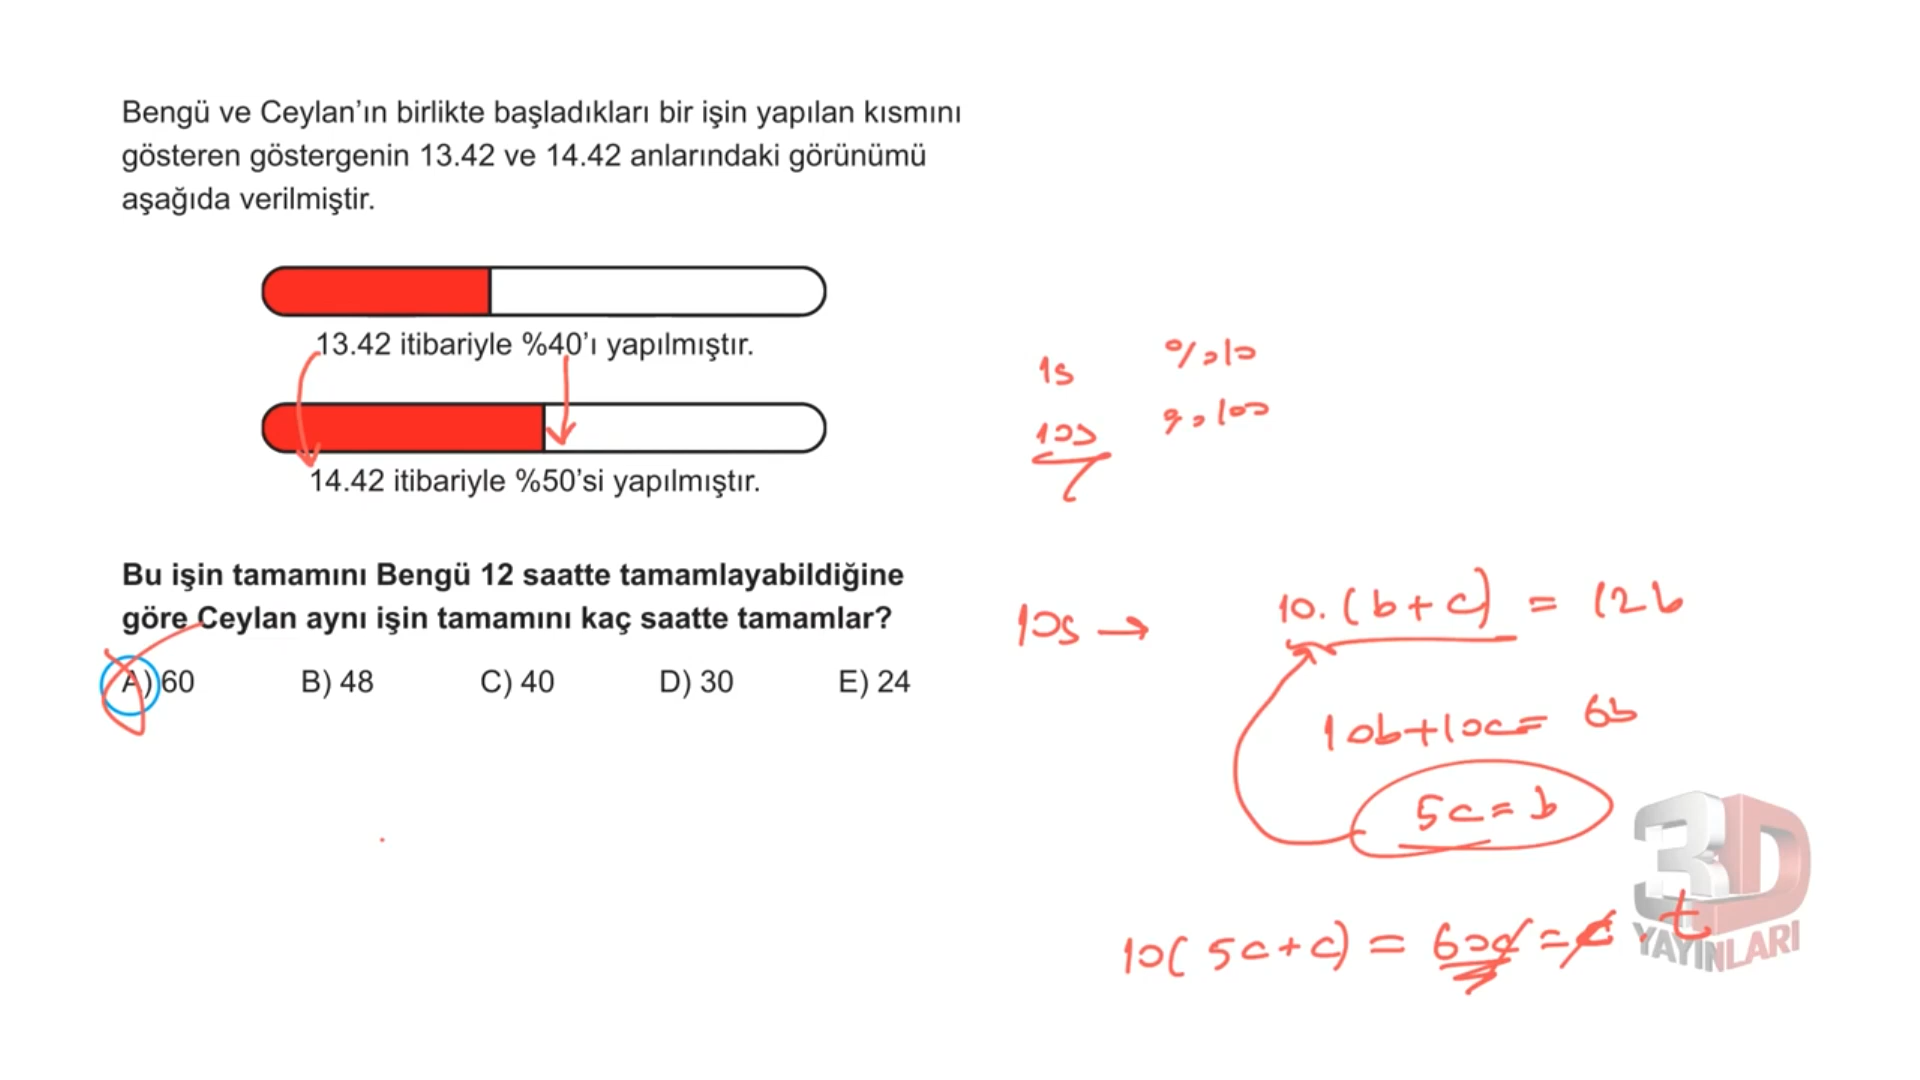 Bengü ve Ceylan'ın birlikte başladıkları bir işin yapılan kısmını
gösteren göstergenin 13.42 ve 14.42 anlarındaki görünümü
aşağıda verilmiştir.
13.42 itibariyle %40'ı yapılmıştır.
14.42 itibariyle %50'si yapılmıştır.
Bu işin tamamını Bengü 12 saatte tamamlayabildiğine
göre Ceylan aynı işin tamamını kaç saatte tamamlar?
A) 60 B) 48 C) 40 D) 30 E) 24
1s %10
10s %100
10s → 10.(b+c) = 12b
10b+10c=
5c=b
10(5c+c) = 60c = c.t
3D
YAYINLARI